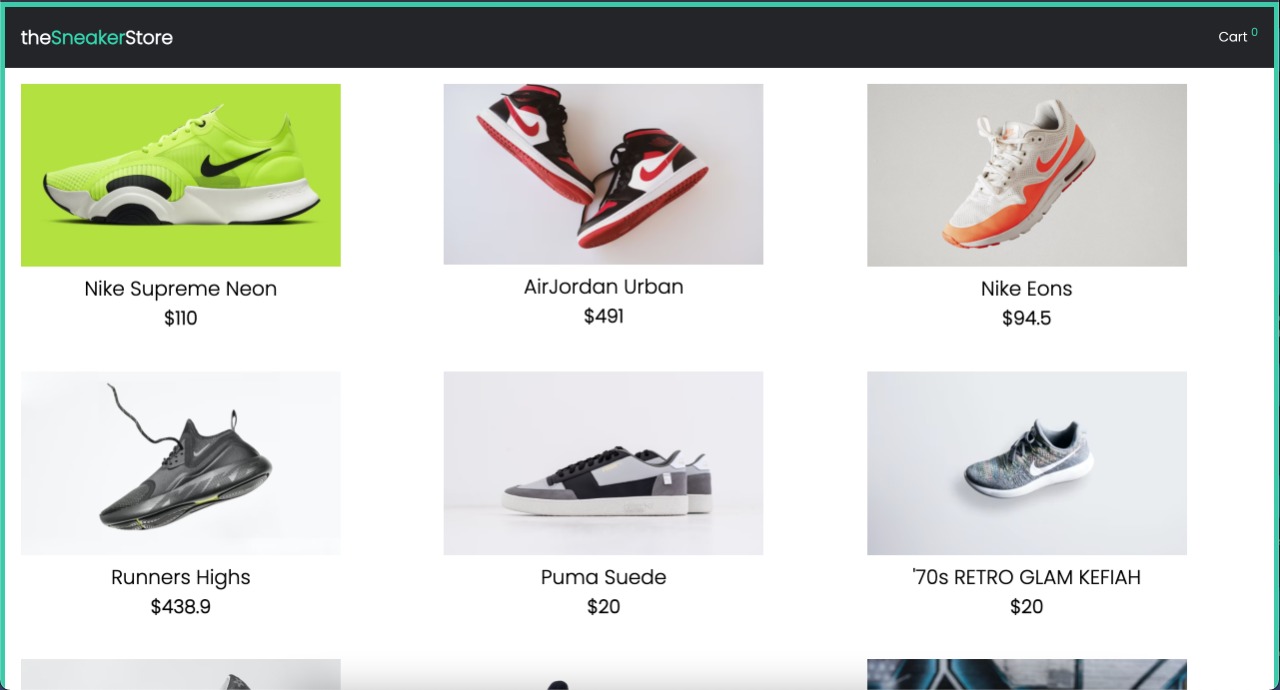 theSneakerStore
Cart 0
Nike Supreme Neon
$110
AirJordan Urban
$491
Nike Eons
$94.5
Runners Highs
$438.9
Puma Suede
$20
'70s RETRO GLAM KEFIAH
$20